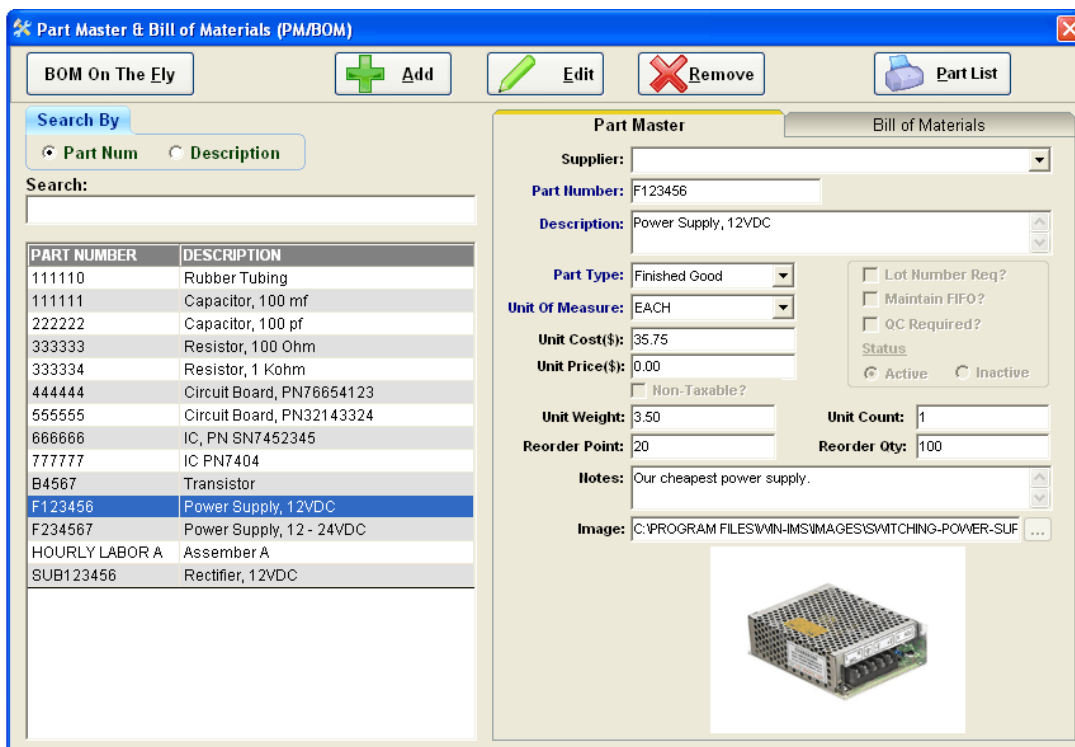 Part Master & Bill of Materials (PM/BOM)
BOM On The Fly
Add
Edit
Remove
Part List
Search By
Part Num
Description
Search:
PART NUMBER DESCRIPTION
111110 Rubber Tubing
111111 Capacitor, 100 mf
222222 Capacitor, 100 pf
333333 Resistor, 100 Ohm
333334 Resistor, 1 Kohm
444444 Circuit Board, PN76654123
555555 Circuit Board, PN32143324
666666 IC, PN SN7452345
777777 IC PN7404
B4567 Transistor
F123456 Power Supply, 12VDC
F234567 Power Supply, 12 - 24VDC
HOURLY LABOR A Assember A
SUB123456 Rectifier, 12VDC
Part Master
Bill of Materials
Supplier:
Part Number: F123456
Description: Power Supply, 12VDC
Part Type: Finished Good
Unit Of Measure: EACH
Unit Cost($): 35.75
Unit Price($): 0.00
Non-Taxable?
Lot Number Req?
Maintain FIFO?
QC Required?
Status
Active Inactive
Unit Weight: 3.50 Unit Count: 1
Reorder Point: 20 Reorder Qty: 100
Notes: Our cheapest power supply.
Image: C:\PROGRAM FILES\WIN-IMS\IMAGES\SWITCHING-POWER-SUP ...